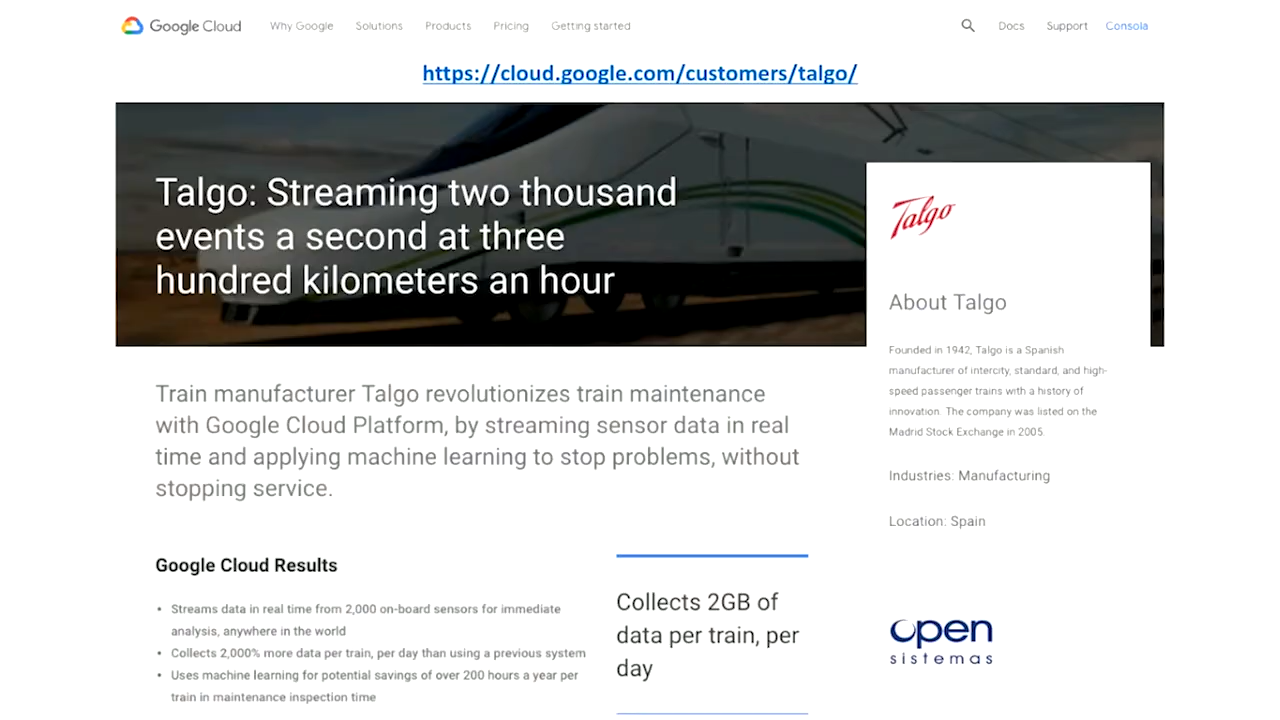 Google Cloud Why Google Solutions Products Pricing Getting started Docs Support Consola
https://cloud.google.com/customers/talgo/
Talgo: Streaming two thousand
events a second at three
hundred kilometers an hour
Talgo
About Talgo
Founded in 1942, Talgo is a Spanish
manufacturer of intercity, standard, and high-
speed passenger trains with a history of
innovation. The company was listed on the
Madrid Stock Exchange in 2005.
Industries: Manufacturing
Location: Spain
open
sistemas
Train manufacturer Talgo revolutionizes train maintenance
with Google Cloud Platform, by streaming sensor data in real
time and applying machine learning to stop problems, without
stopping service.
Google Cloud Results
• Streams data in real time from 2,000 on-board sensors for immediate
analysis, anywhere in the world
• Collects 2,000% more data per train, per day than using a previous system
• Uses machine learning for potential savings of over 200 hours a year per
train in maintenance inspection time
Collects 2GB of
data per train, per
day